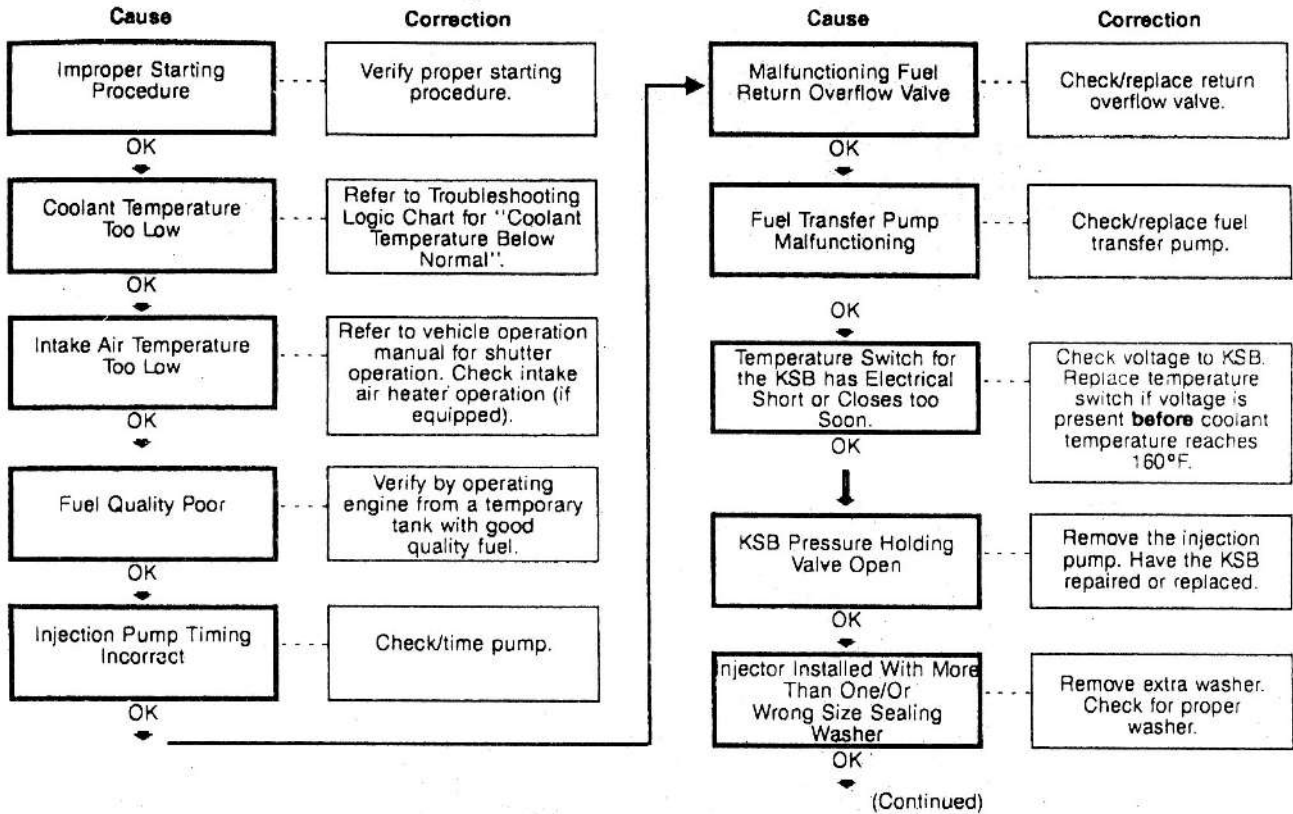 Cause
Correction
Improper Starting
Procedure
Verify proper starting
procedure.
OK
Coolant Temperature
Too Low
Refer to Troubleshooting
Logic Chart for "Coolant
Temperature Below
Normal".
OK
Intake Air Temperature
Too Low
Refer to vehicle operation
manual for shutter
operation. Check intake
air heater operation (if
equipped).
OK
Fuel Quality Poor
Verify by operating
engine from a temporary
tank with good
quality fuel.
OK
Injection Pump Timing
Incorrect
Check/time pump.
OK
Cause
Correction
Malfunctioning Fuel
Return Overflow Valve
Check/replace return
overflow valve.
OK
Fuel Transfer Pump
Malfunctioning
Check/replace fuel
transfer pump.
OK
Temperature Switch for
the KSB has Electrical
Short or Closes too
Soon.
Check voltage to KSB.
Replace temperature
switch if voltage is
present before coolant
temperature reaches
160°F.
OK
KSB Pressure Holding
Valve Open
Remove the injection
pump. Have the KSB
repaired or replaced.
OK
Injector Installed With More
Than One/Or
Wrong Size Sealing
Washer
Remove extra washer.
Check for proper
washer.
OK
(Continued)